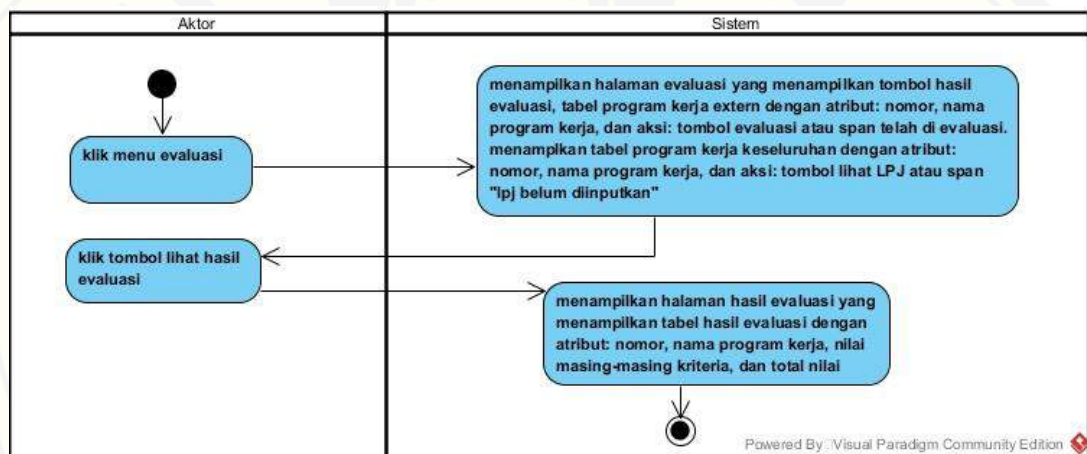 Aktor
Sistem
klik menu evaluasi
menampilkan halaman evaluasi yang menampilkan tombol hasil
evaluasi, tabel program kerja extern dengan atribut: nomor, nama
program kerja, dan aksi: tombol evaluasi atau span telah di evaluasi.
menamplkan tabel program kerja keseluruhan dengan atribut:
nomor, nama program kerja, dan aksi: tombol lihat LPJ atau span
"lpj belum diinputkan"
klik tombol lihat hasil
evaluasi
menampilkan halaman hasil evaluasi yang
menampilkan tabel hasil evaluasi dengan
atribut: nomor, nama program kerja, nilai
masing-masing kriteria, dan total nilai
Powered By Visual Paradigm Community Edition